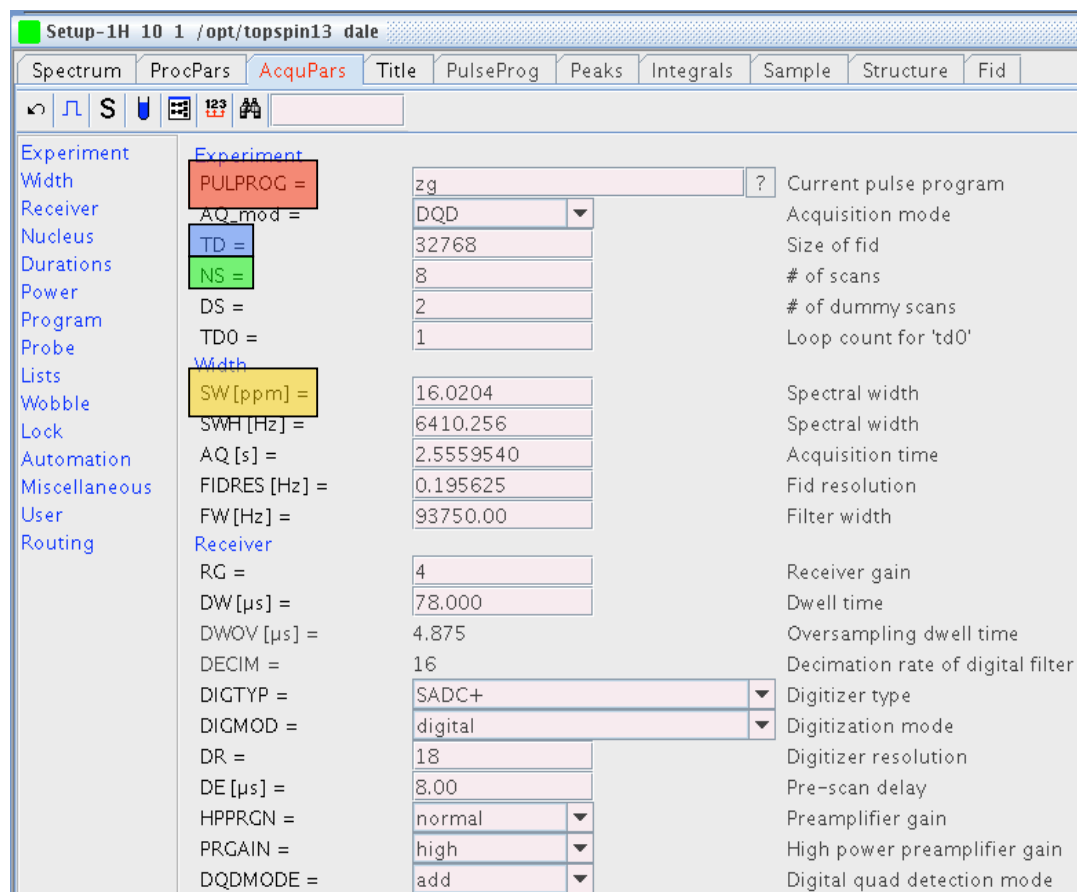 Setup-1H 10 1 /opt/topspin13 dale
Spectrum ProcPars AcquPars Title PulseProg Peaks Integrals Sample Structure Fid
S 123
Experiment
Width
Receiver
Nucleus
Durations
Power
Program
Probe
Lists
Wobble
Lock
Automation
Miscellaneous
User
Routing
Experiment
PULPROG = zg ? Current pulse program
AQ_mod = DQD Acquisition mode
TD = 32768 Size of fid
NS = 8 # of scans
DS = 2 # of dummy scans
TD0 = 1 Loop count for 'td0'
Width
SW [ppm] = 16.0204 Spectral width
SWH [Hz] = 6410.256 Spectral width
AQ [s] = 2.5559540 Acquisition time
FIDRES [Hz] = 0.195625 Fid resolution
FW [Hz] = 93750.00 Filter width
Receiver
RG = 4 Receiver gain
DW [µs] = 78.000 Dwell time
DWOV [µs] = 4.875 Oversampling dwell time
DECIM = 16 Decimation rate of digital filter
DIGTYP = SADC+ Digitizer type
DIGMOD = digital Digitization mode
DR = 18 Digitizer resolution
DE [µs] = 8.00 Pre-scan delay
HPPRGN = normal Preamplifier gain
PRGAIN = high High power preamplifier gain
DQDMODE = add Digital quad detection mode